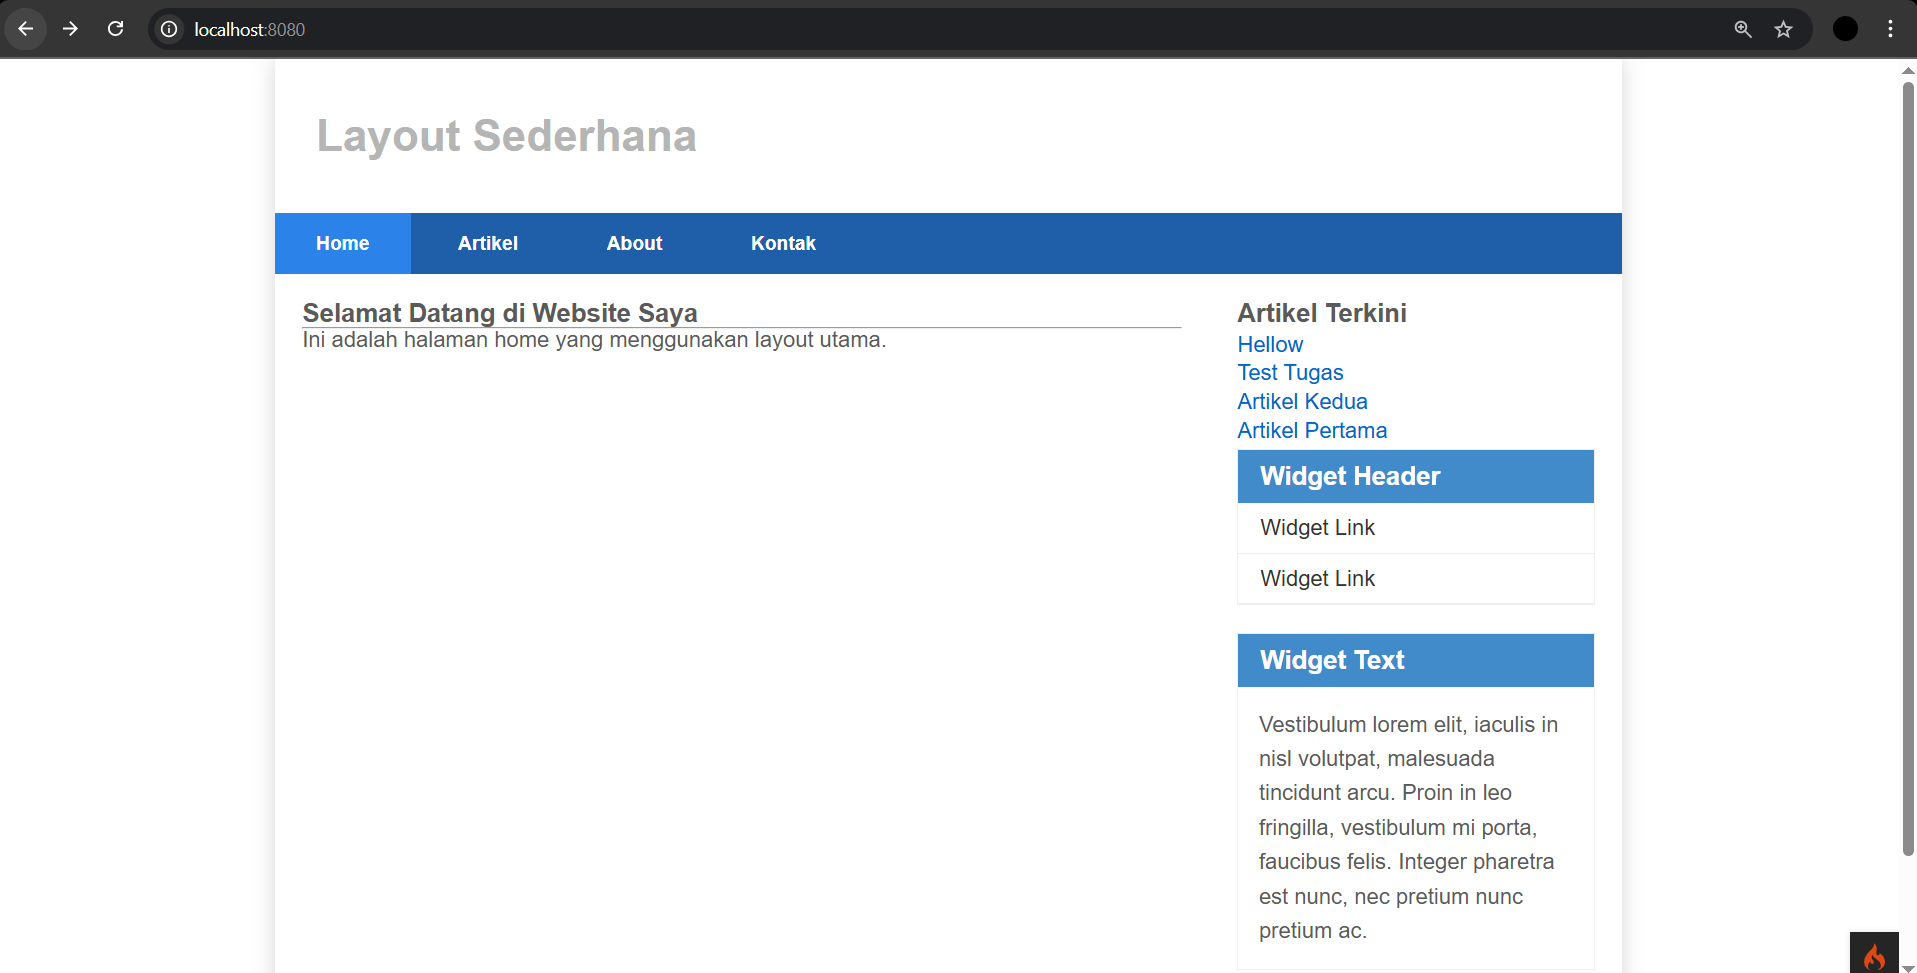 localhost:8080
Layout Sederhana
Home Artikel About Kontak
Selamat Datang di Website Saya
Ini adalah halaman home yang menggunakan layout utama.
Artikel Terkini
Hellow
Test Tugas
Artikel Kedua
Artikel Pertama
Widget Header
Widget Link
Widget Link
Widget Text
Vestibulum lorem elit, iaculis in
nisl volutpat, malesuada
tincidunt arcu. Proin in leo
fringilla, vestibulum mi porta,
faucibus felis. Integer pharetra
est nunc, nec pretium nunc
pretium ac.